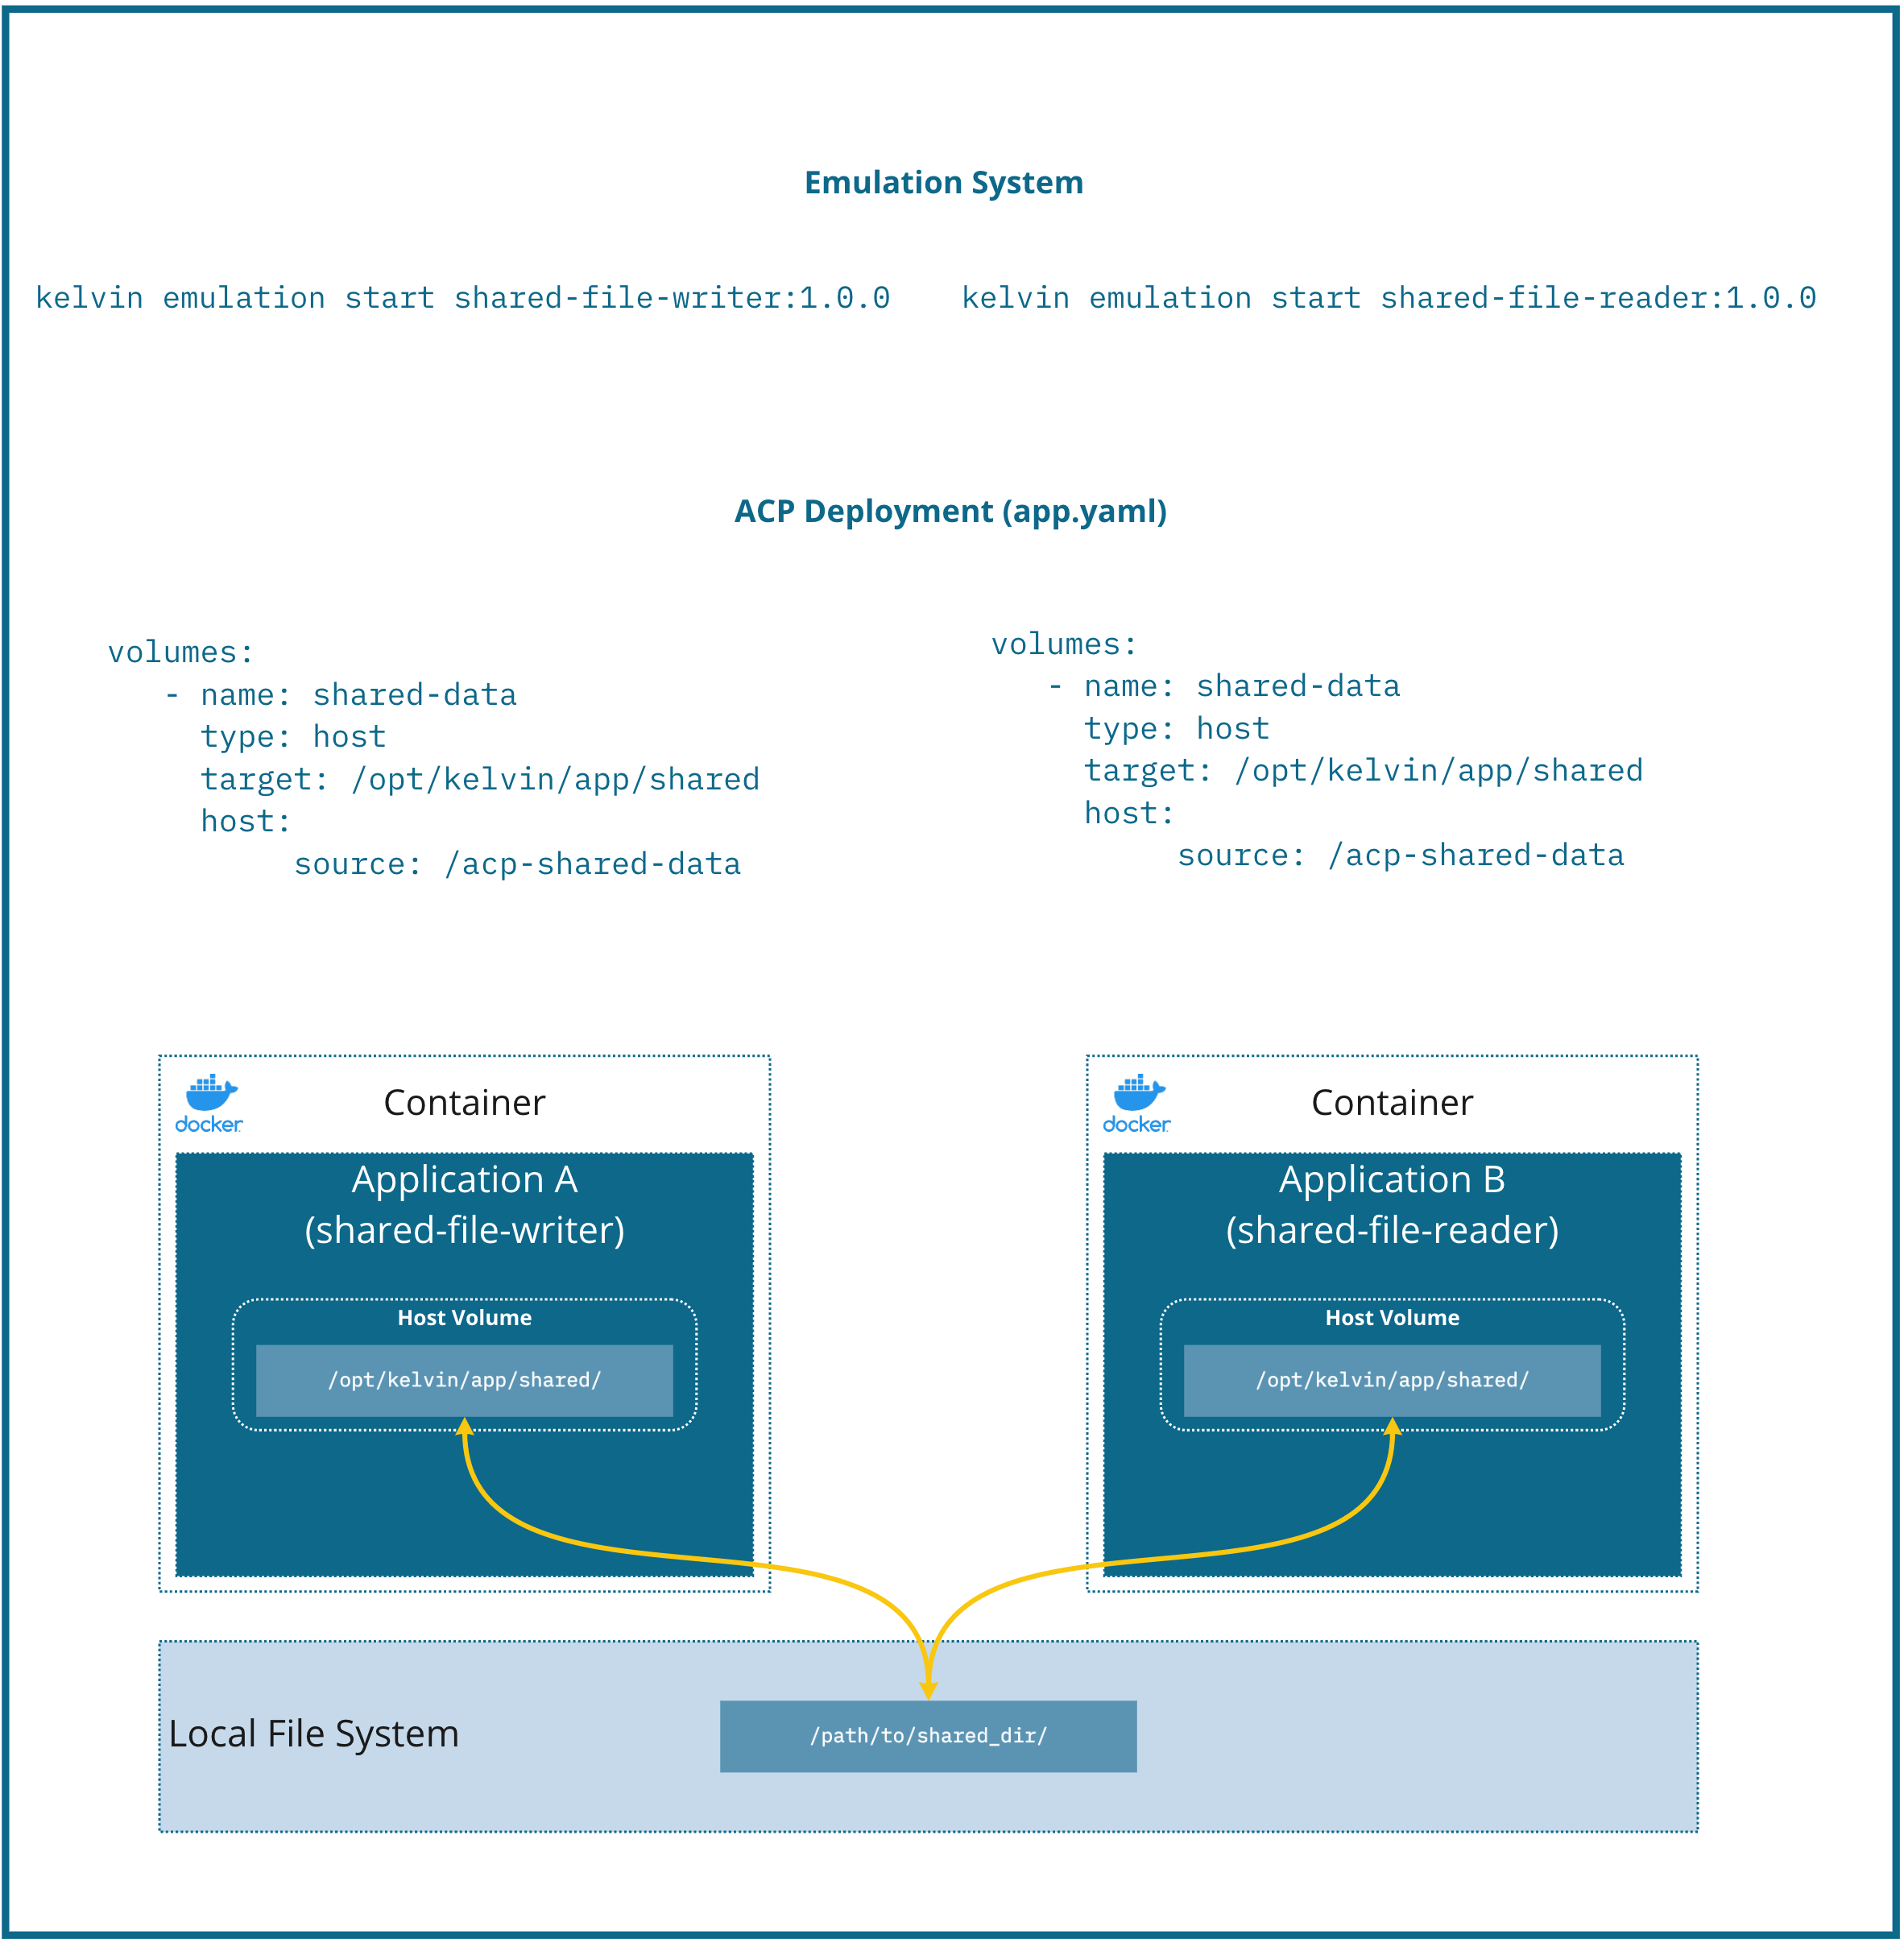 Emulation System
kelvin emulation start shared-file-writer:1.0.0
kelvin emulation start shared-file-reader:1.0.0
ACP Deployment (app.yaml)
volumes:
- name: shared-data
type: host
target: /opt/kelvin/app/shared
host:
source: /acp-shared-data
volumes:
- name: shared-data
type: host
target: /opt/kelvin/app/shared
host:
source: /acp-shared-data
docker
Container
Application A
(shared-file-writer)
Host Volume
/opt/kelvin/app/shared/
docker
Container
Application B
(shared-file-reader)
Host Volume
/opt/kelvin/app/shared/
Local File System
/path/to/shared_dir/